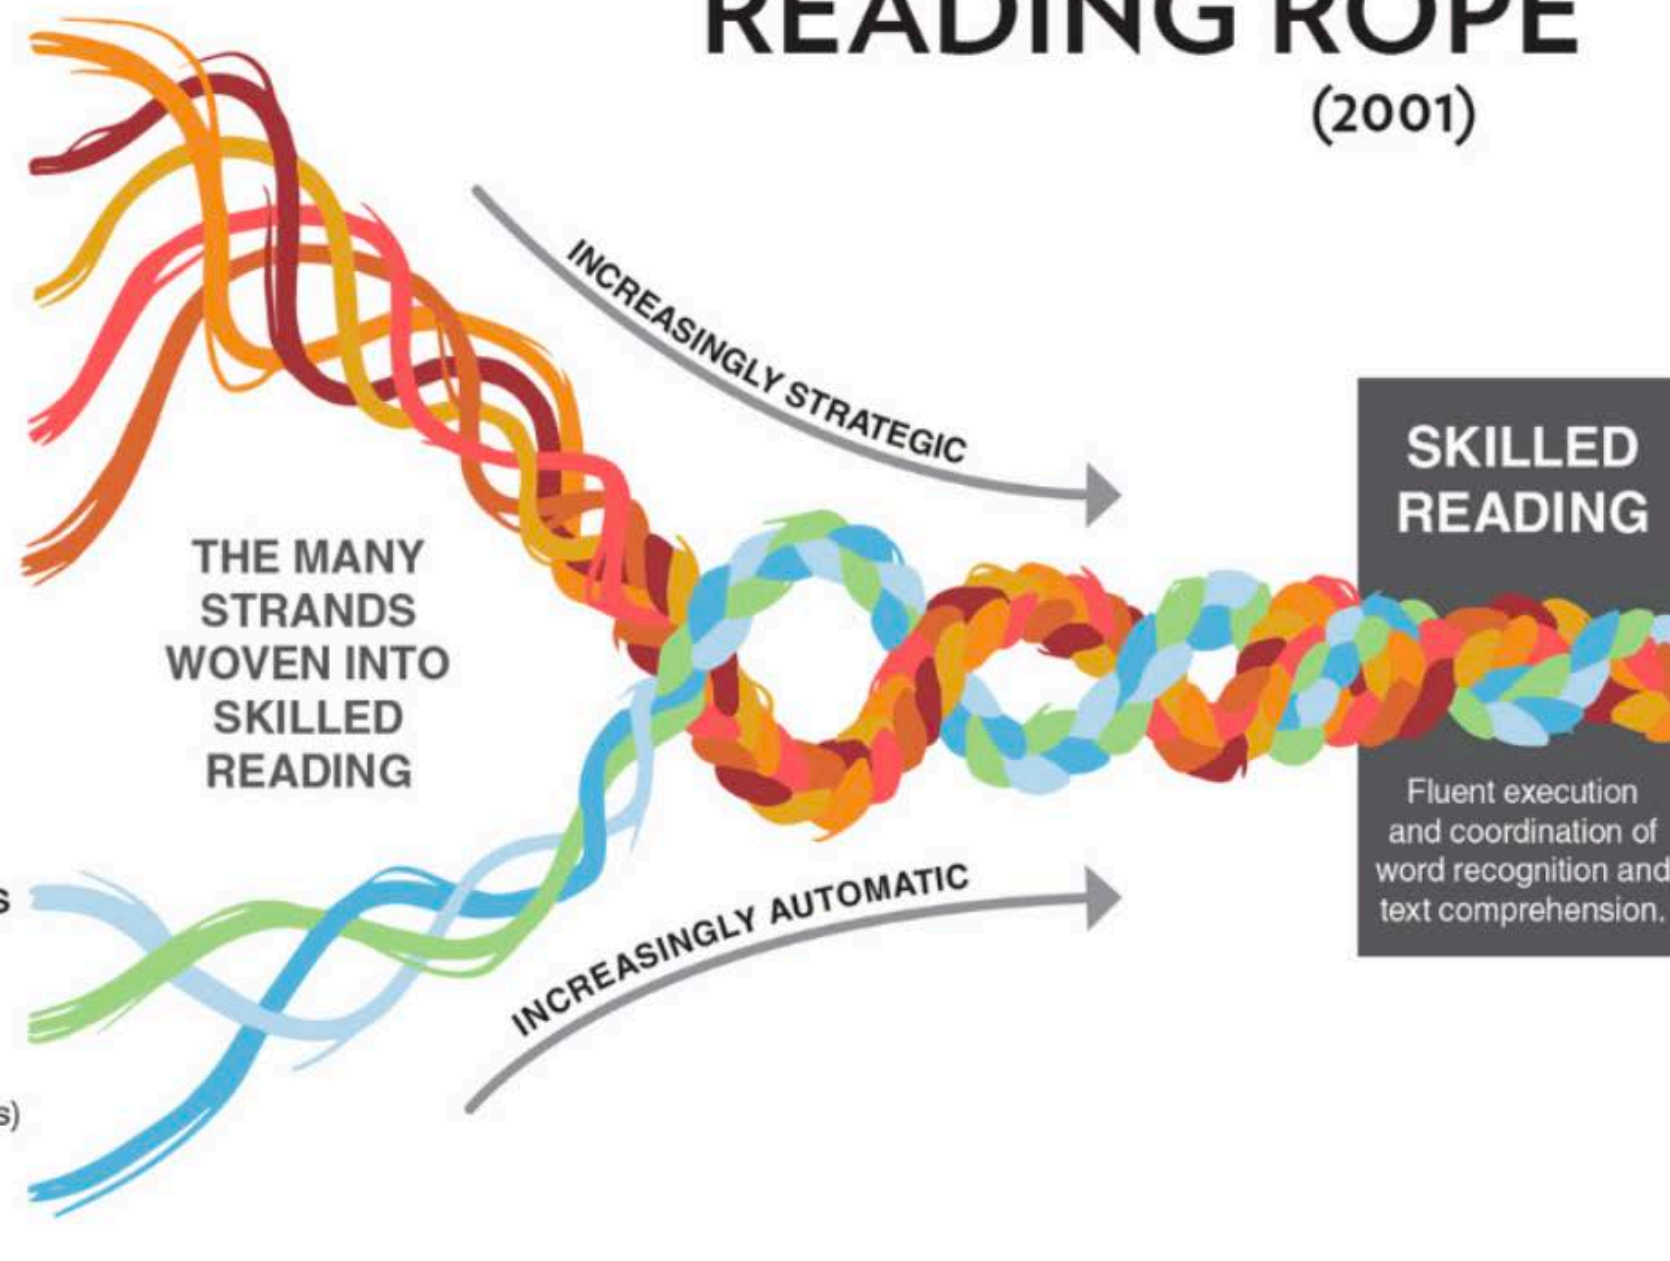 READING ROPE
(2001)
INCREASINGLY STRATEGIC
SKILLED
READING
THE MANY
STRANDS
WOVEN INTO
SKILLED
READING
Fluent execution
and coordination of
word recognition and
text comprehension.
INCREASINGLY AUTOMATIC
s
s)